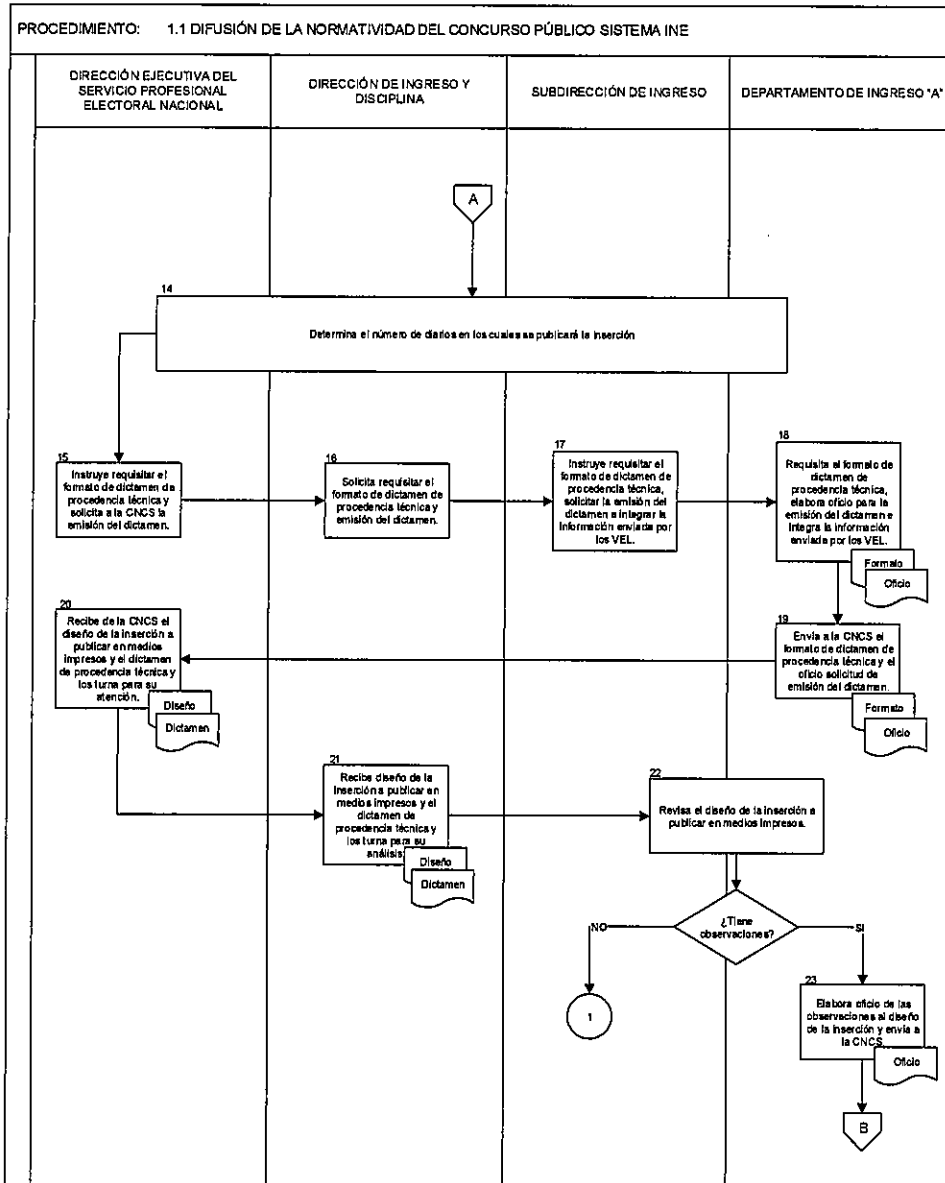 PROCEDIMIENTO: 1.1 DIFUSIÓN DE LA NORMATIVIDAD DEL CONCURSO PÚBLICO SISTEMA INE
DIRECCIÓN EJECUTIVA DEL
SERVICIO PROFESIONAL
ELECTORAL NACIONAL
DIRECCIÓN DE INGRESO Y
DISCIPLINA
SUBDIRECCIÓN DE INGRESO
DEPARTAMENTO DE INGRESO "A"
A
14
Determina el número de diarios en los cuales se publicará la inserción
15
Instruye requisitar el
formato de dictamen de
procedencia técnica y
solicita a la CNCS la
emisión del dictamen.
16
Solicita requisitar el
formato de dictamen de
procedencia técnica y
emisión del dictamen.
17
Instruye requisitar el
formato de dictamen de
procedencia técnica,
solicitar la emisión del
dictamen e integrar la
información enviada por
los VEL.
18
Requisita el formato de
dictamen de
procedencia técnica,
elabora oficio para la
emisión del dictamen e
integra la información
enviada por los VEL.
Formato
Oficio
19
Envía a la CNCS el
formato de dictamen de
procedencia técnica y el
oficio solicitud de
emisión del dictamen.
Formato
Oficio
20
Recibe de la CNCS el
diseño de la inserción a
publicar en medios
impresos y el dictamen
de procedencia técnica y
los turna para su
atención.
Diseño
Dictamen
21
Recibe diseño de la
inserción a publicar en
medios impresos y el
dictamen de
procedencia técnica y
los turna para su
análisis.
Diseño
Dictamen
22
Revisa el diseño de la inserción a
publicar en medios impresos.
¿Tiene
observaciones?
NO
SI
1
23
Elabora oficio de las
observaciones al diseño
de la inserción y envía a
la CNCS
Oficio
B